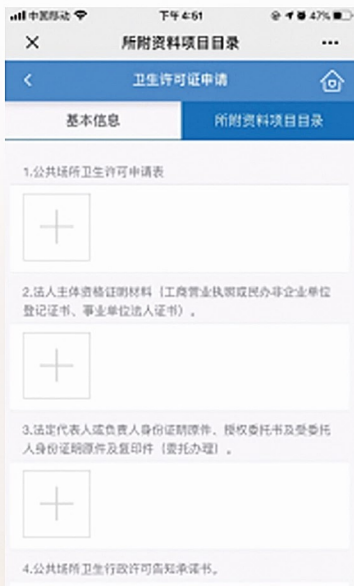 中国移动 下午4:51 47%
所附资料项目目录
卫生许可证申请
基本信息 所附资料项目目录
1.公共场所卫生许可申请表
2.法人主体资格证明材料（工商营业执照或民办非企业单位
登记证书、事业单位法人证书）。
3.法定代表人或负责人身份证明原件、授权委托书及受委托
人身份证明原件及复印件（委托办理）。
4.公共场所卫生行政许可告知承诺书。